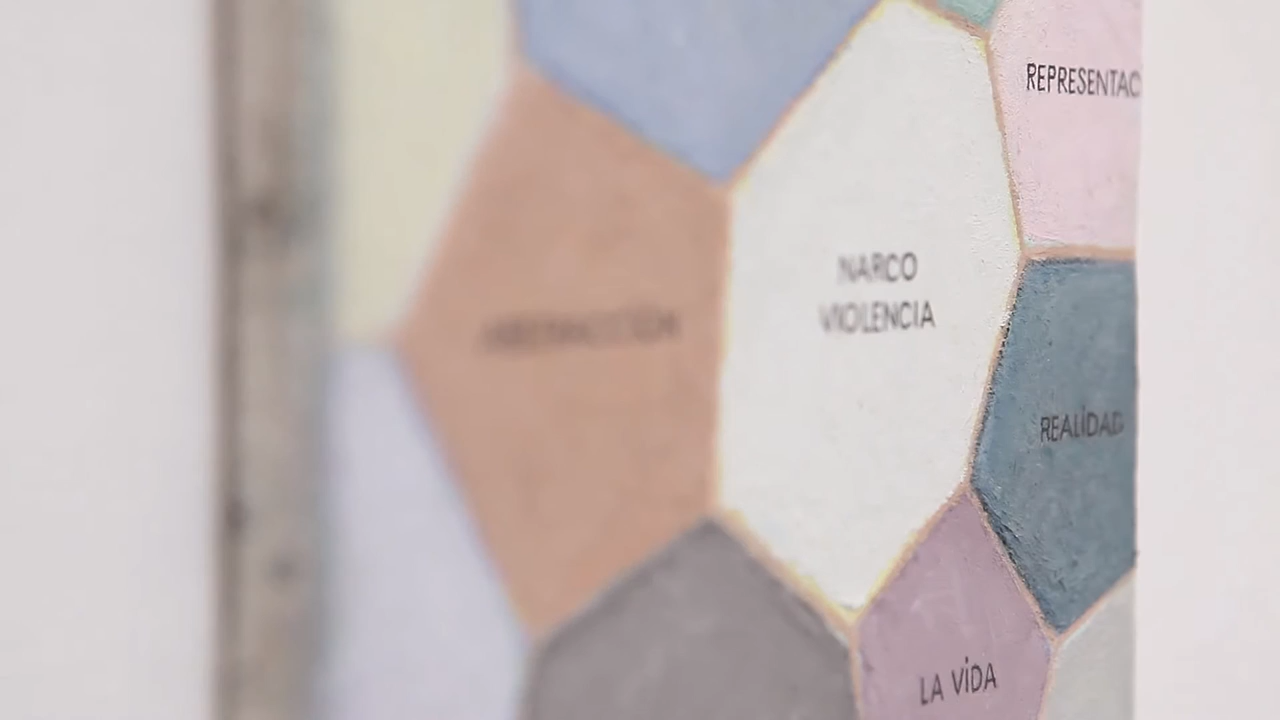 REPRESENTAC
NARCO
VIOLENCIA
REALIDAD
LA VIDA